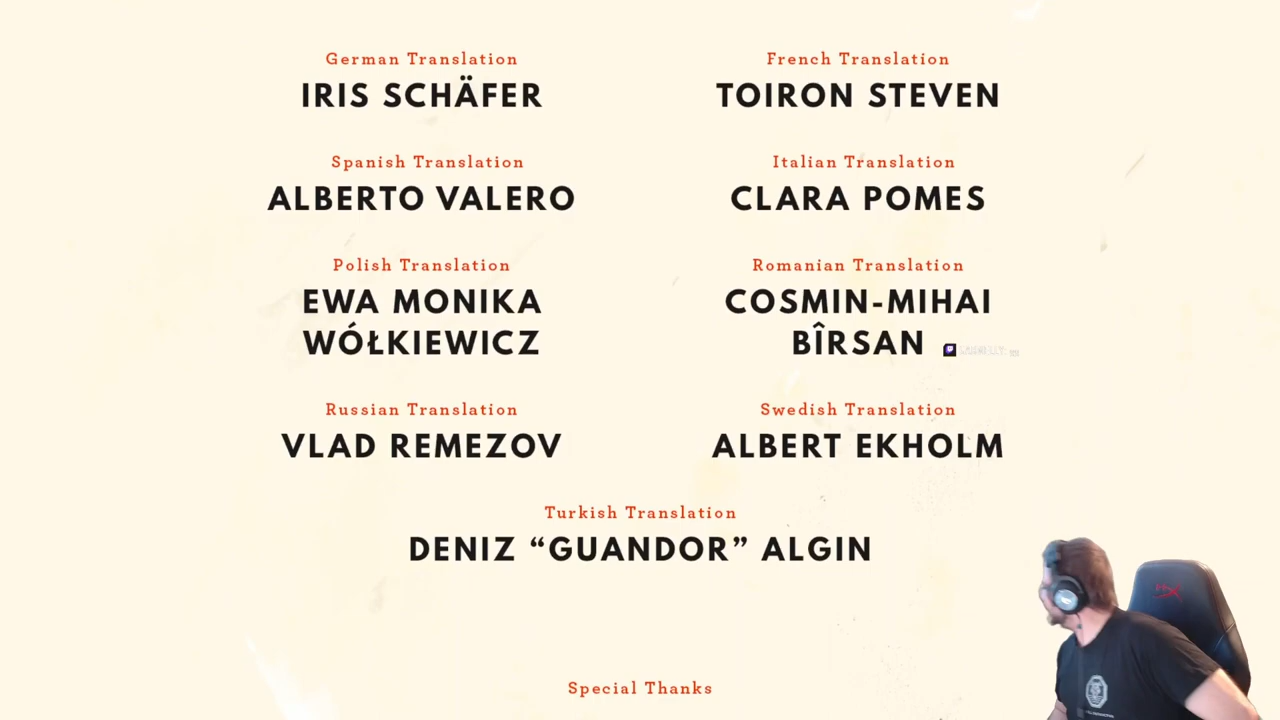 German Translation
IRIS SCHÄFER
French Translation
TOIRON STEVEN
Spanish Translation
ALBERTO VALERO
Italian Translation
CLARA POMES
Polish Translation
EWA MONIKA
WÓŁKIEWICZ
Romanian Translation
COSMIN-MIHAI
BÎRSAN
Russian Translation
VLAD REMEZOV
Swedish Translation
ALBERT EKHOLM
Turkish Translation
DENIZ “GUANDOR” ALGIN
Special Thanks